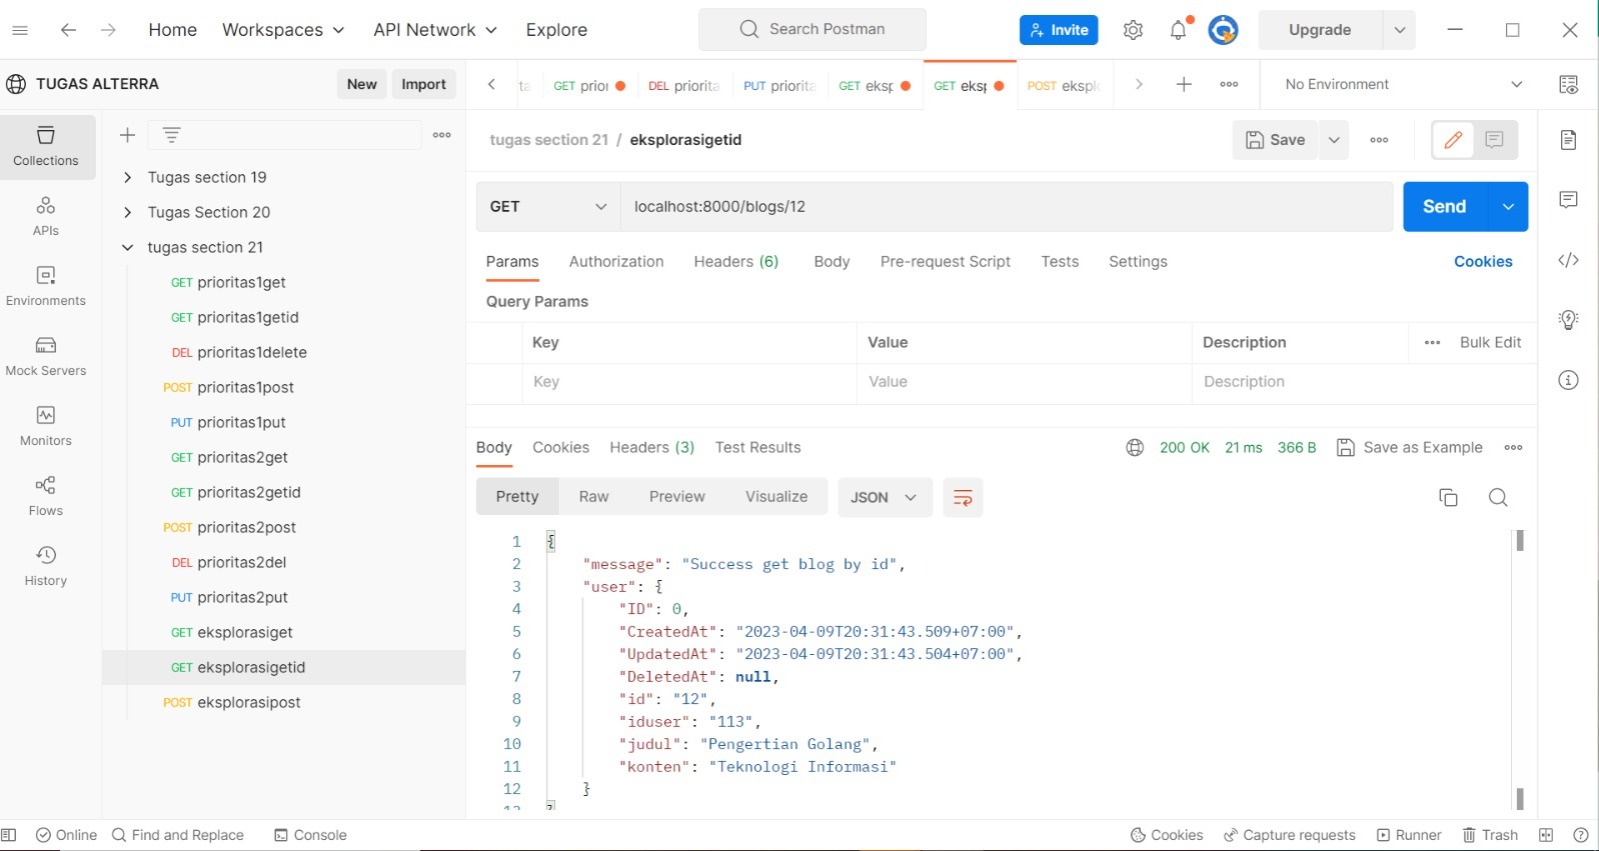 Home Workspaces API Network Explore Search Postman Invite Upgrade
TUGAS ALTERRA New Import
GET prior DEL priorita PUT priorita GET eksp GET eksp POST eksplo No Environment
Collections
APIs
Environments
Mock Servers
Monitors
Flows
History
Tugas section 19
Tugas Section 20
tugas section 21
GET prioritas1get
GET prioritas1getid
DEL prioritas1delete
POST prioritas1post
PUT prioritas1put
GET prioritas2get
GET prioritas2getid
POST prioritas2post
DEL prioritas2del
PUT prioritas2put
GET eksplorasiget
GET eksplorasigetid
POST eksplorasipost
tugas section 21 / eksplorasigetid Save
GET localhost:8000/blogs/12 Send
Params Authorization Headers (6) Body Pre-request Script Tests Settings Cookies
Query Params
Key Value Description Bulk Edit
Key Value Description
Body Cookies Headers (3) Test Results 200 OK 21 ms 366 B Save as Example
Pretty Raw Preview Visualize JSON
1 {
2 "message": "Success get blog by id",
3 "user": {
4 "ID": 0,
5 "CreatedAt": "2023-04-09T20:31:43.509+07:00",
6 "UpdatedAt": "2023-04-09T20:31:43.504+07:00",
7 "DeletedAt": null,
8 "id": "12",
9 "iduser": "113",
10 "judul": "Pengertian Golang",
11 "konten": "Teknologi Informasi"
12 }
Online Find and Replace Console Cookies Capture requests Runner Trash